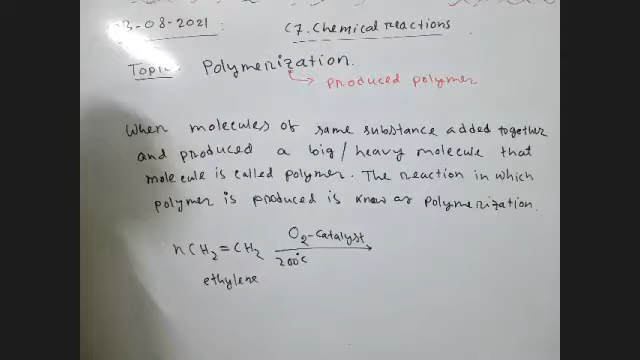 3-08-2021
C7. Chemical Reactions
Topic: Polymerization.
produced polymer
When molecules of same substance added together
and produced a big/heavy molecule that
molecule is called polymer. The reaction in which
polymer is produced is know as polymerization.
nCH₂=CH₂ O₂-catalyst
200°C
ethylene